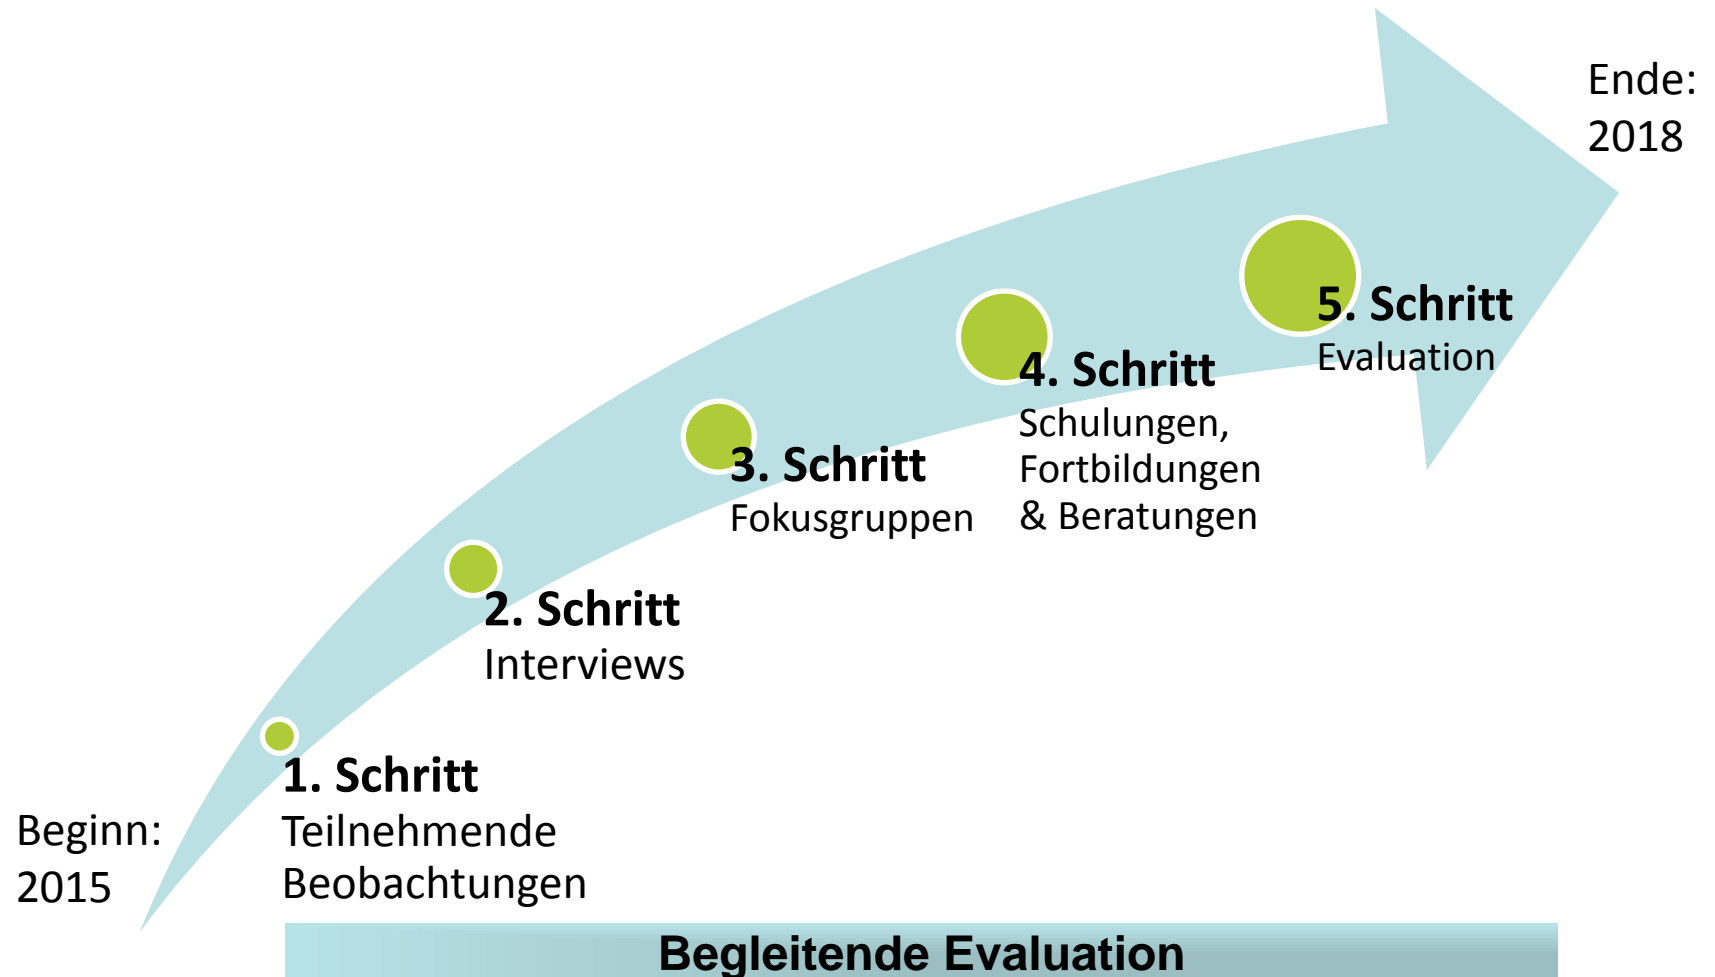 Beginn:
2015
1. Schritt
Teilnehmende
Beobachtungen
2. Schritt
Interviews
3. Schritt
Fokusgruppen
4. Schritt
Schulungen,
Fortbildungen
& Beratungen
5. Schritt
Evaluation
Ende:
2018
Begleitende Evaluation